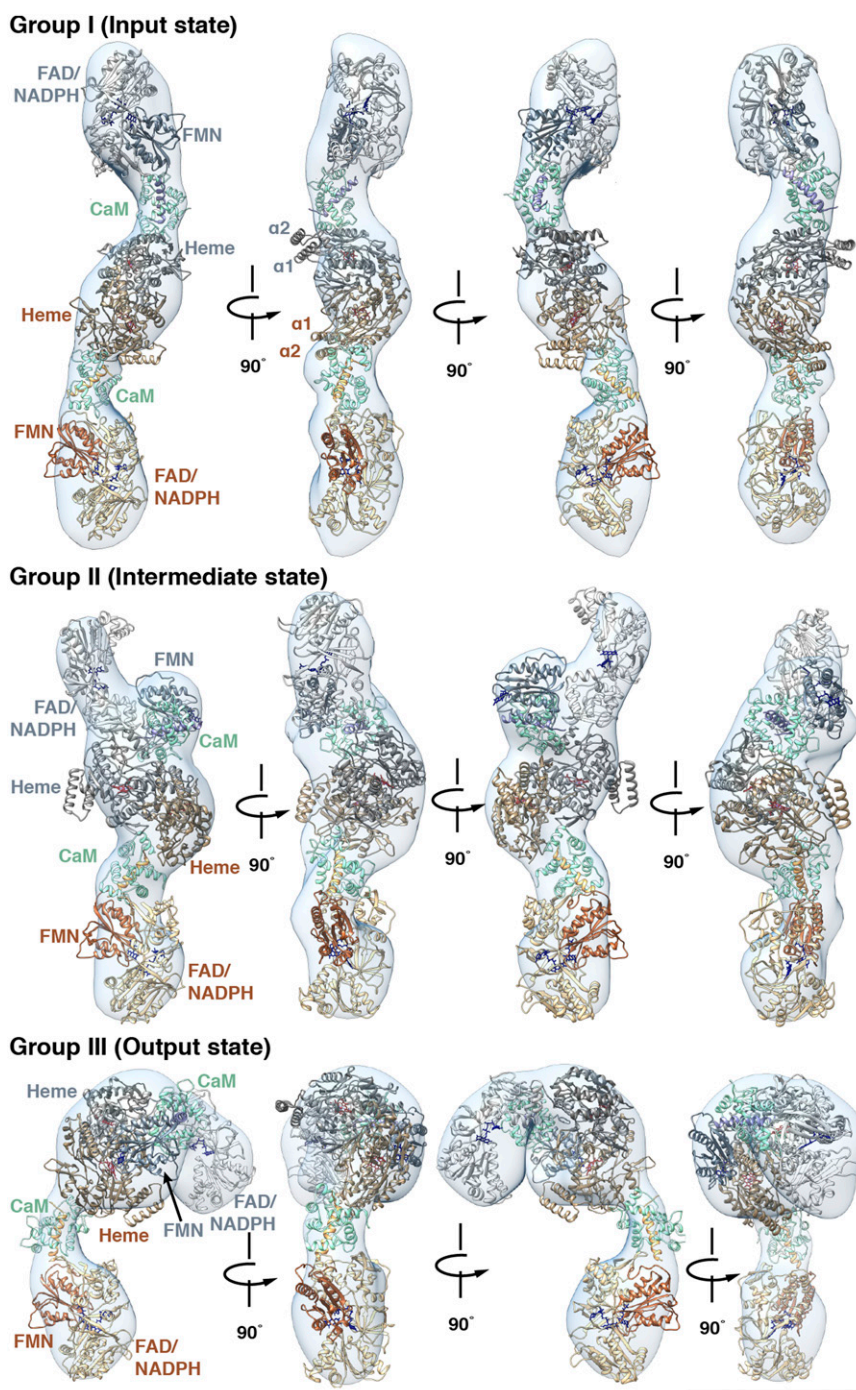 Group I (Input state)
FAD/
NADPH
FMN
CaM
Heme
α2
α1
Heme
α1
α2
90°
90°
90°
CaM
FMN
FAD/
NADPH
Group II (Intermediate state)
FMN
FAD/
NADPH
CaM
Heme
CaM
Heme
90°
90°
90°
FMN
FAD/
NADPH
Group III (Output state)
CaM
Heme
CaM
Heme
FMN
FAD/
NADPH
90°
90°
90°
FMN
FAD/
NADPH